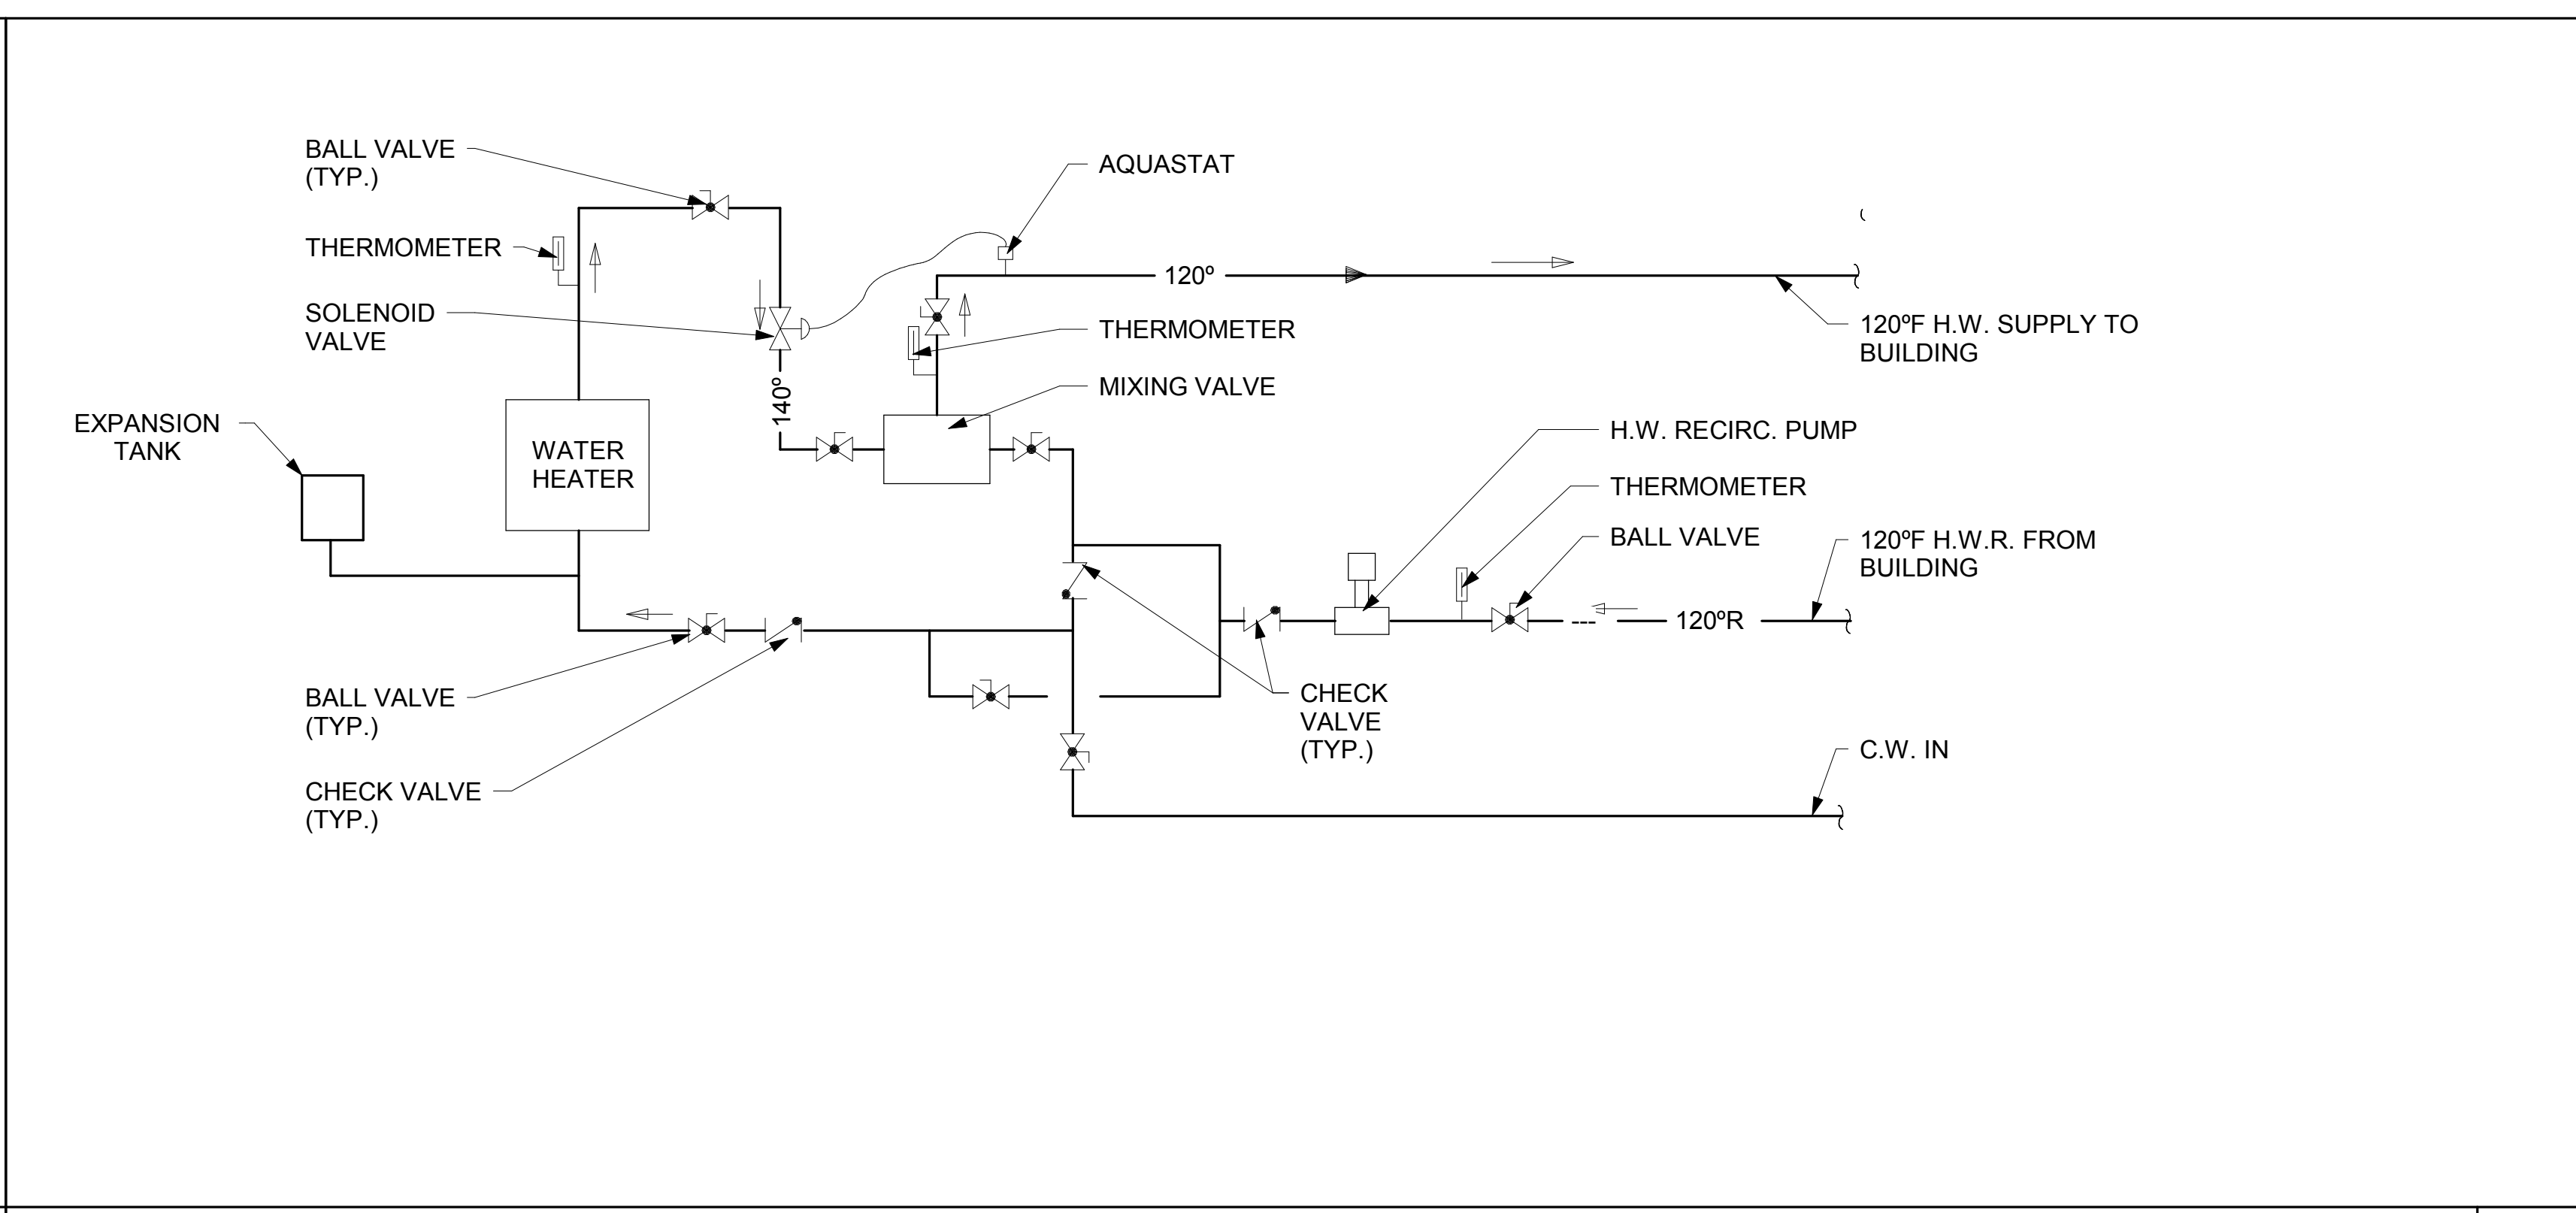 BALL VALVE
(TYP.)
THERMOMETER
SOLENOID
VALVE
EXPANSION
TANK
WATER
HEATER
140º
AQUASTAT
120º
THERMOMETER
MIXING VALVE
120ºF H.W. SUPPLY TO
BUILDING
H.W. RECIRC. PUMP
THERMOMETER
BALL VALVE
120ºF H.W.R. FROM
BUILDING
120ºR
BALL VALVE
(TYP.)
CHECK VALVE
(TYP.)
CHECK
VALVE
(TYP.)
C.W. IN